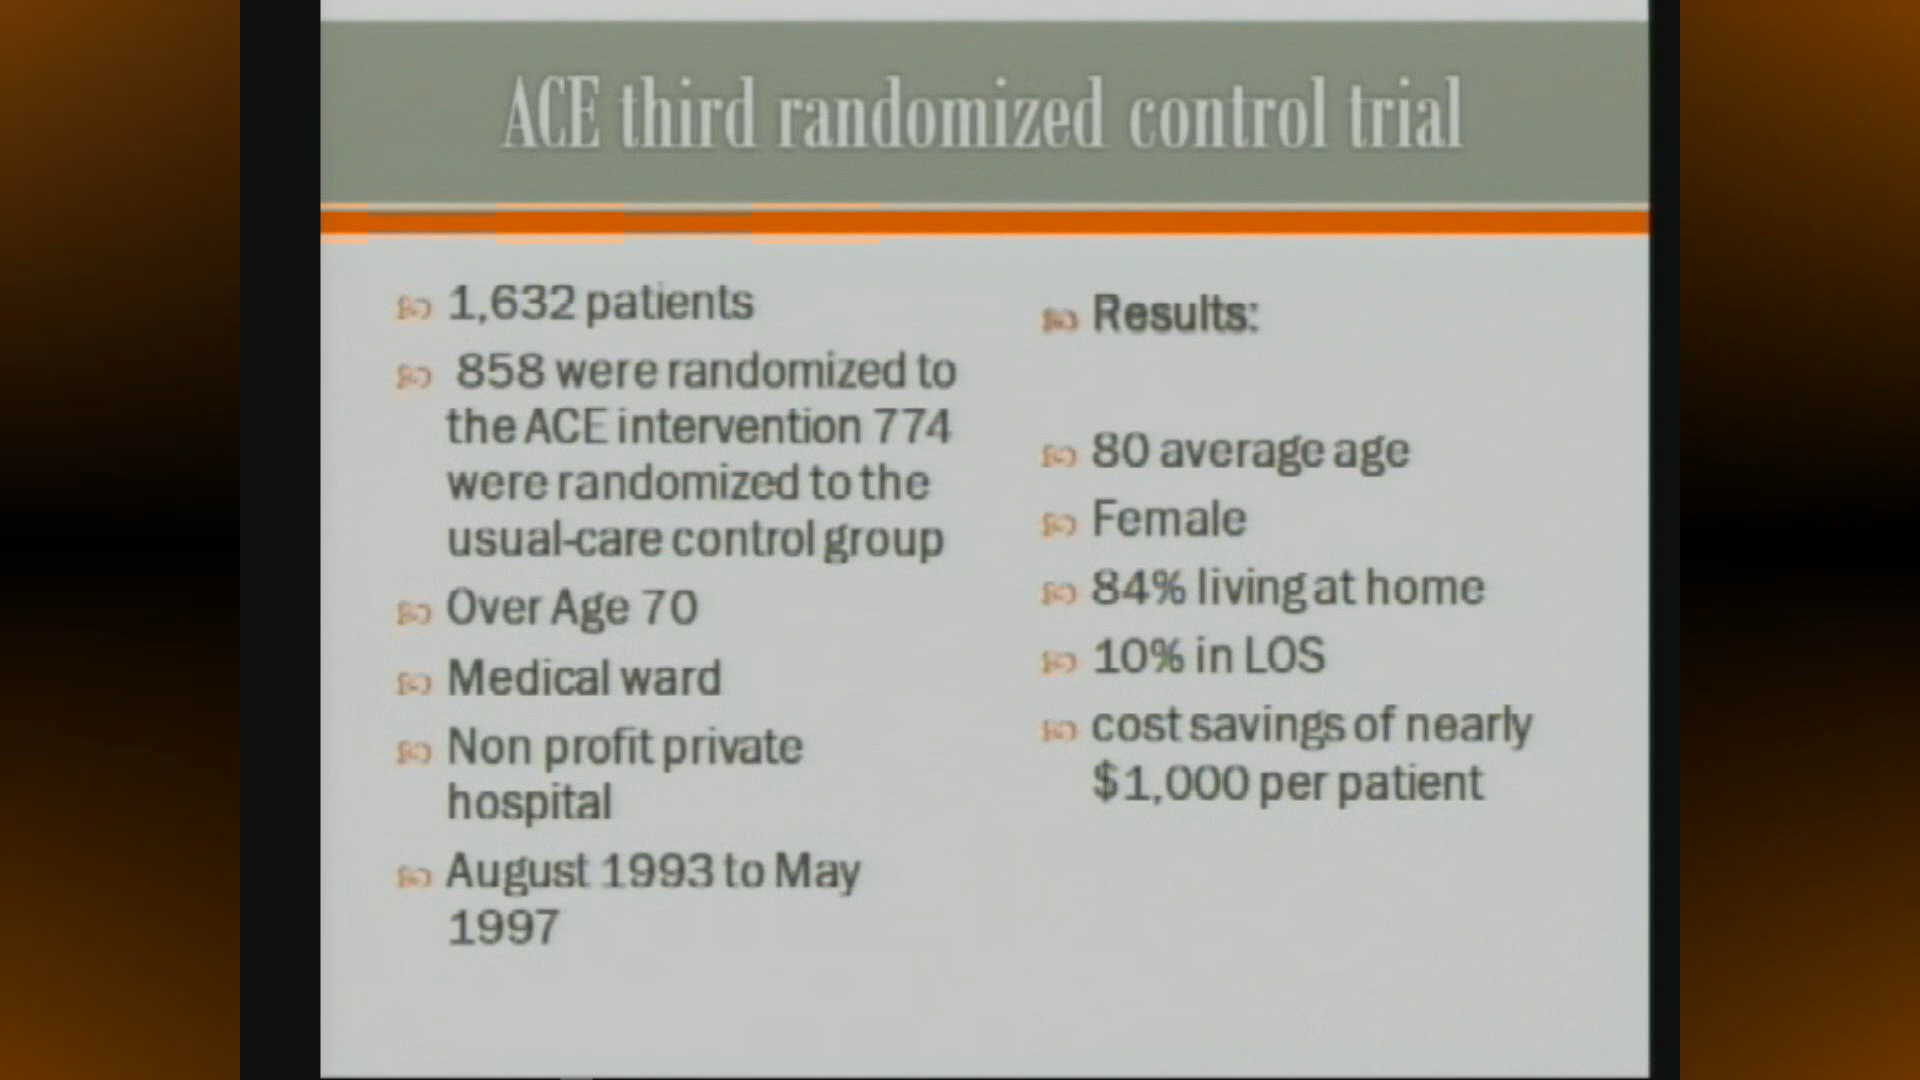 ACE third randomized control trial
1,632 patients
858 were randomized to
the ACE intervention 774
were randomized to the
usual-care control group
Over Age 70
Medical ward
Non profit private
hospital
August 1993 to May
1997
Results:
80 average age
Female
84% living at home
10% in LOS
cost savings of nearly
$1,000 per patient